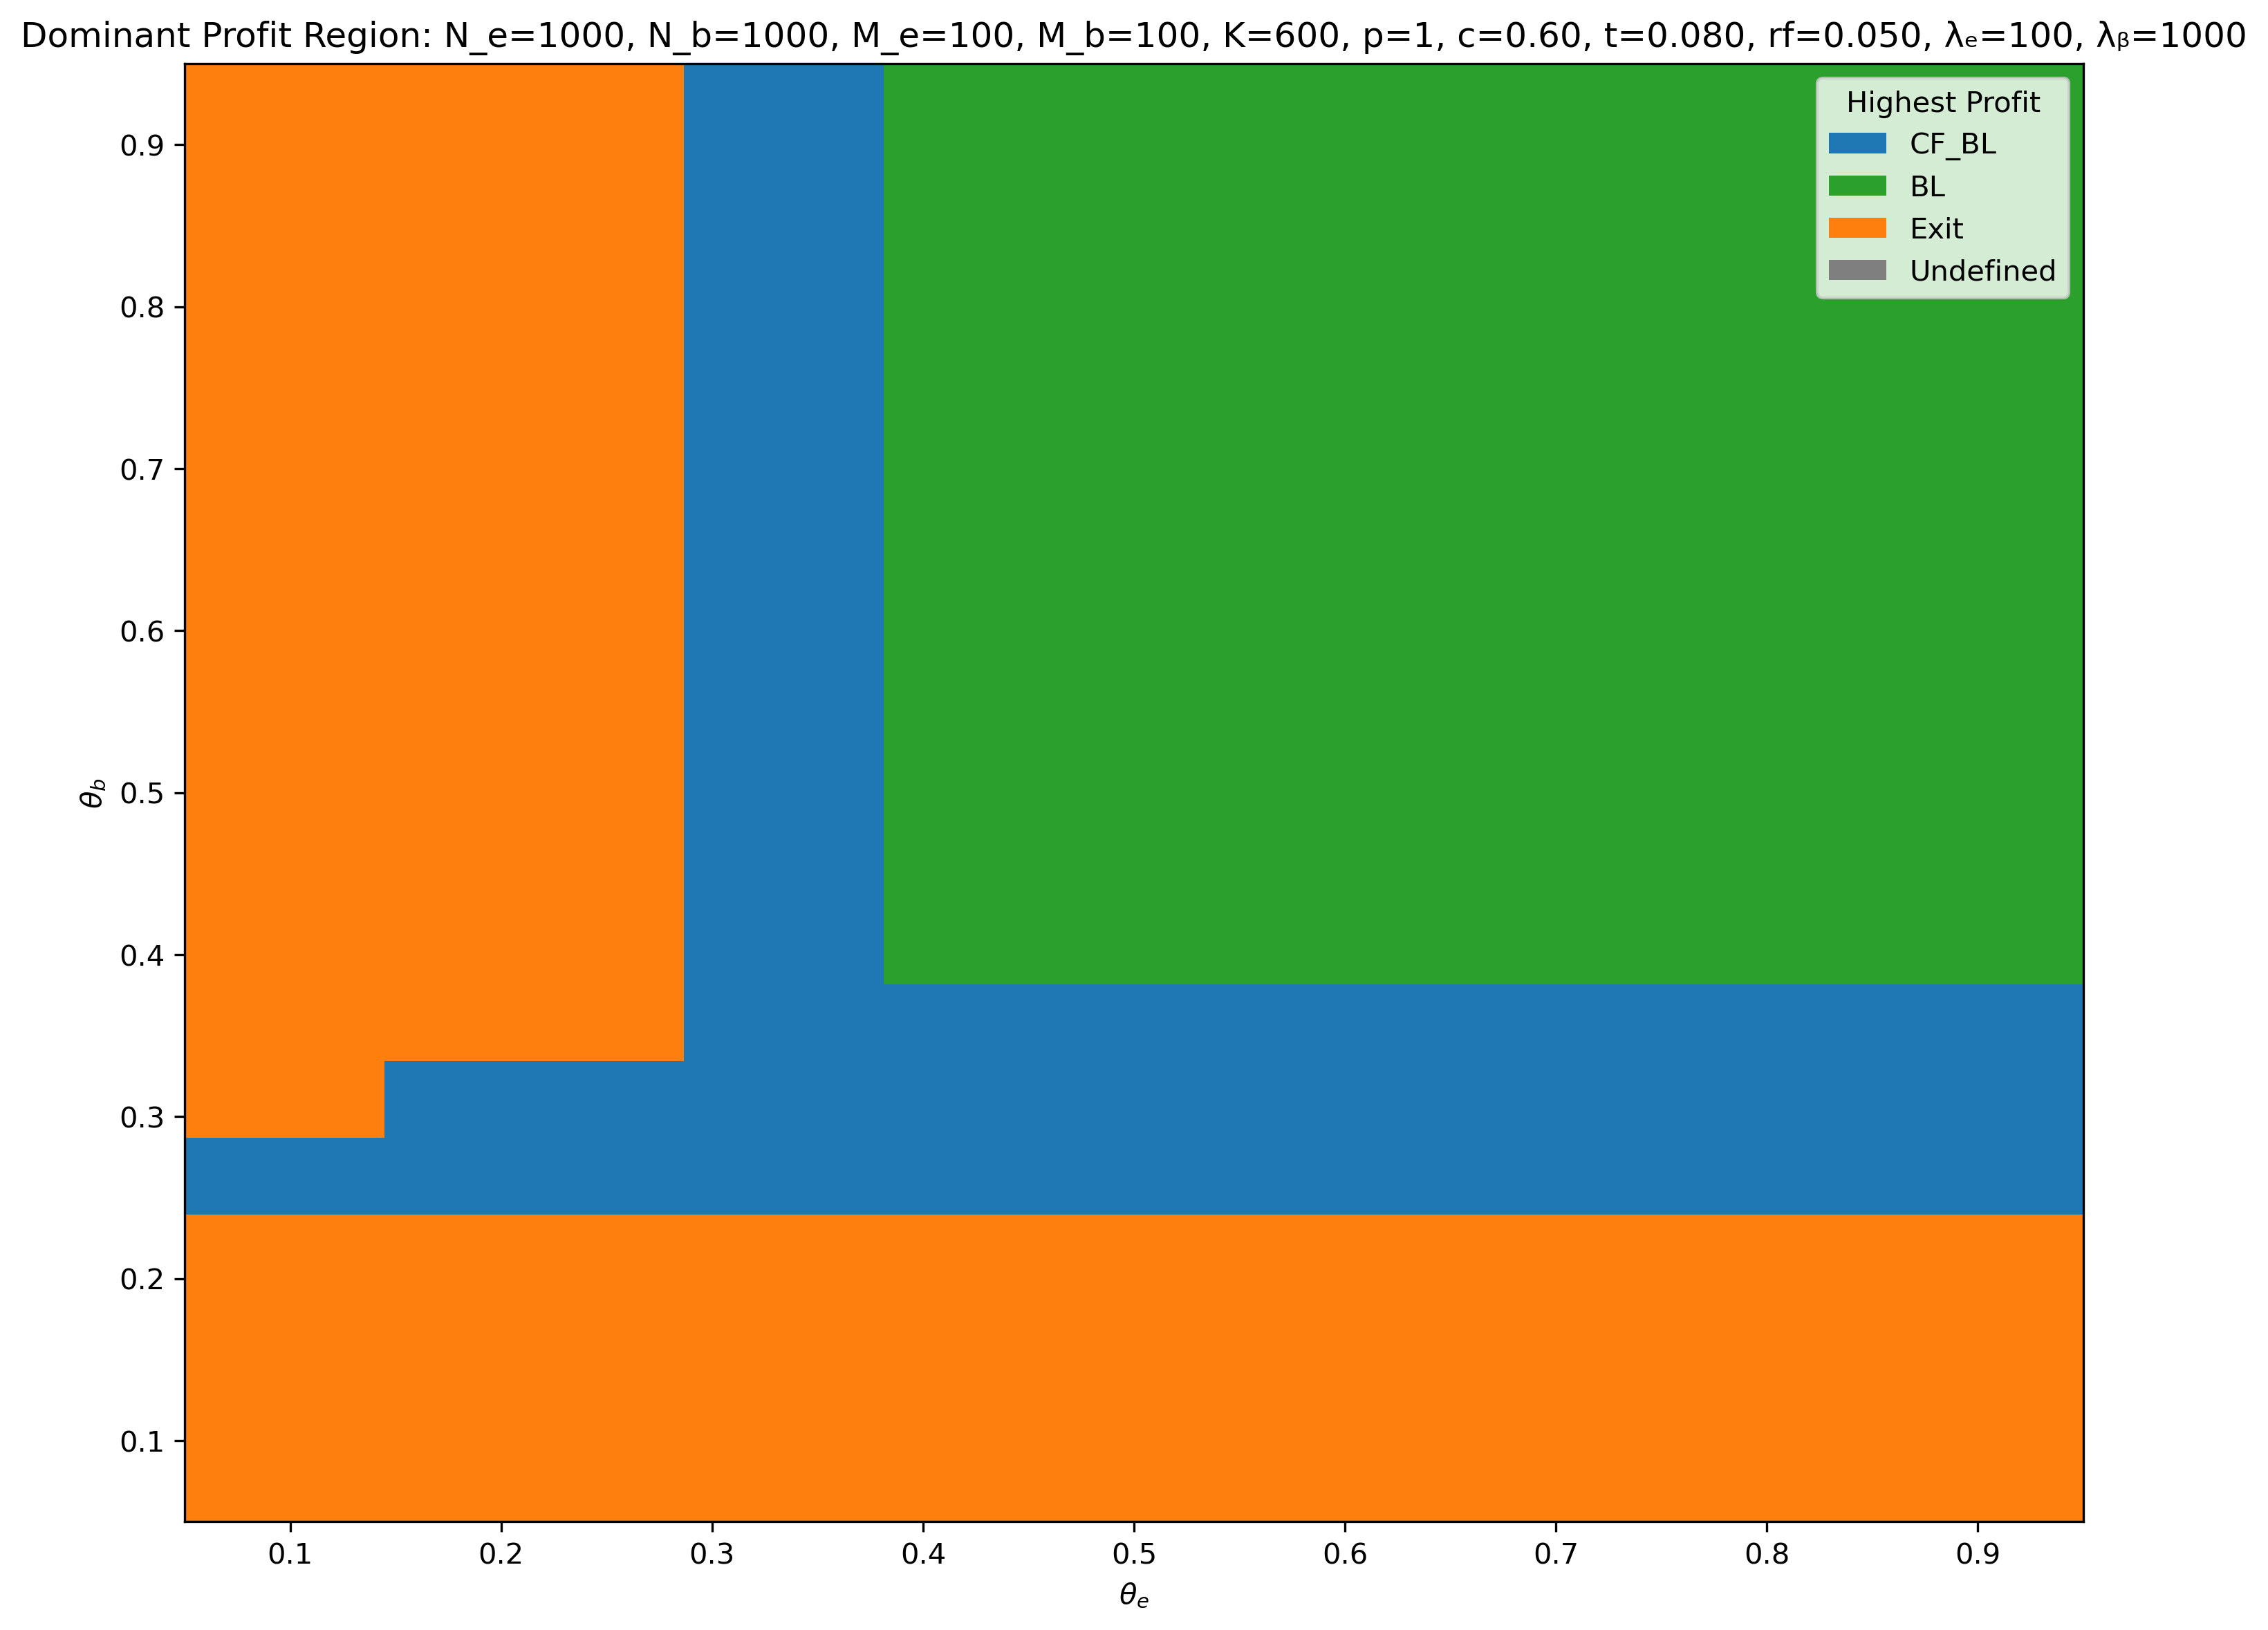 Dominant Profit Region: N_e=1000, N_b=1000, M_e=100, M_b=100, K=600, p=1, c=0.60, t=0.080, rf=0.050, λₑ=100, λᵦ=1000
Highest Profit
CF_BL
BL
Exit
Undefined
0.9
0.8
0.7
0.6
0.5
0.4
0.3
0.2
0.1
θ_b
0.1 0.2 0.3 0.4 0.5 0.6 0.7 0.8 0.9
θ_e